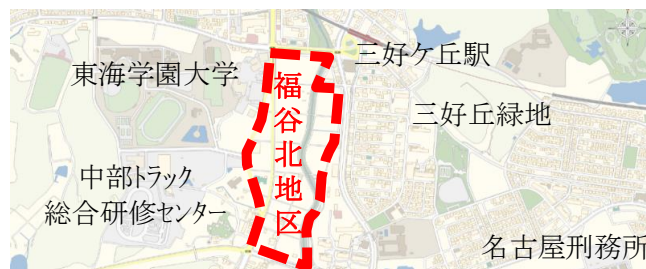 三好ケ丘駅
東海学園大学
福谷北地区
三好丘緑地
中部トラック
総合研修センター
名古屋刑務所